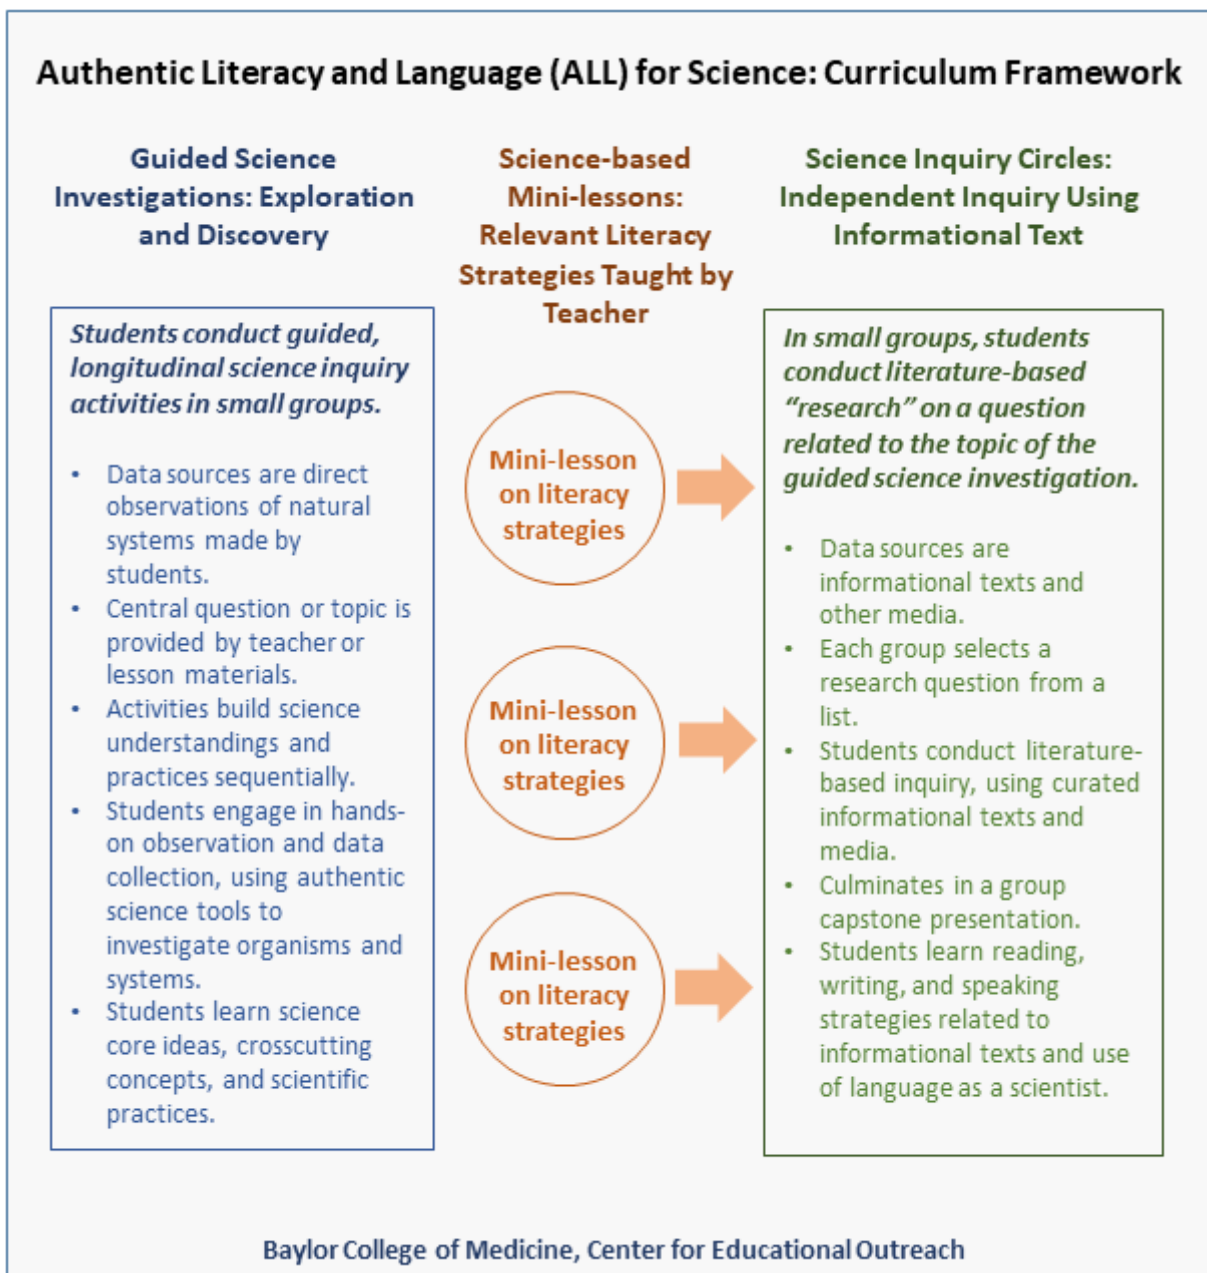 Authentic Literacy and Language (ALL) for Science: Curriculum Framework
Guided Science
Investigations: Exploration
and Discovery
Students conduct guided,
longitudinal science inquiry
activities in small groups.
• Data sources are direct
observations of natural
systems made by
students.
• Central question or topic is
provided by teacher or
lesson materials.
• Activities build science
understandings and
practices sequentially.
• Students engage in hands-
on observation and data
collection, using authentic
science tools to
investigate organisms and
systems.
• Students learn science
core ideas, crosscutting
concepts, and scientific
practices.
Science-based
Mini-lessons:
Relevant Literacy
Strategies Taught by
Teacher
Mini-lesson
on literacy
strategies
Mini-lesson
on literacy
strategies
Mini-lesson
on literacy
strategies
Science Inquiry Circles:
Independent Inquiry Using
Informational Text
In small groups, students
conduct literature-based
“research” on a question
related to the topic of the
guided science investigation.
• Data sources are
informational texts and
other media.
• Each group selects a
research question from a
list.
• Students conduct literature-
based inquiry, using curated
informational texts and
media.
• Culminates in a group
capstone presentation.
• Students learn reading,
writing, and speaking
strategies related to
informational texts and use
of language as a scientist.
Baylor College of Medicine, Center for Educational Outreach